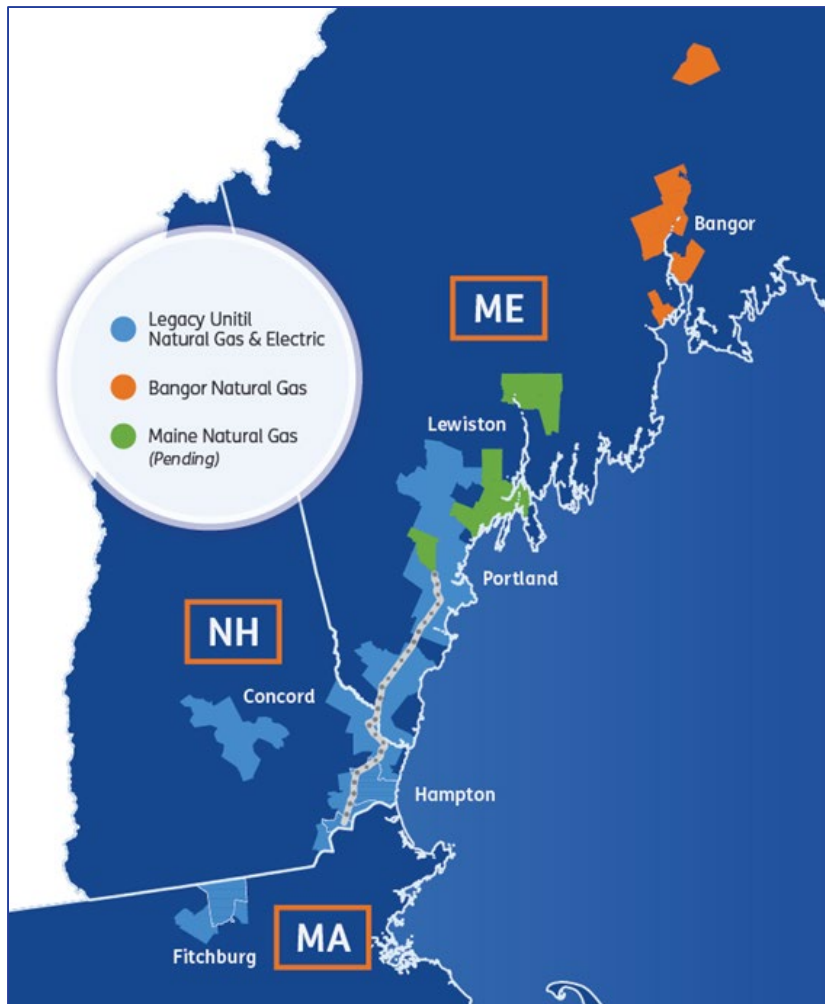 Bangor
ME
Legacy Unitil
Natural Gas & Electric
Bangor Natural Gas
Maine Natural Gas
(Pending)
Lewiston
Portland
NH
Concord
Hampton
MA
Fitchburg